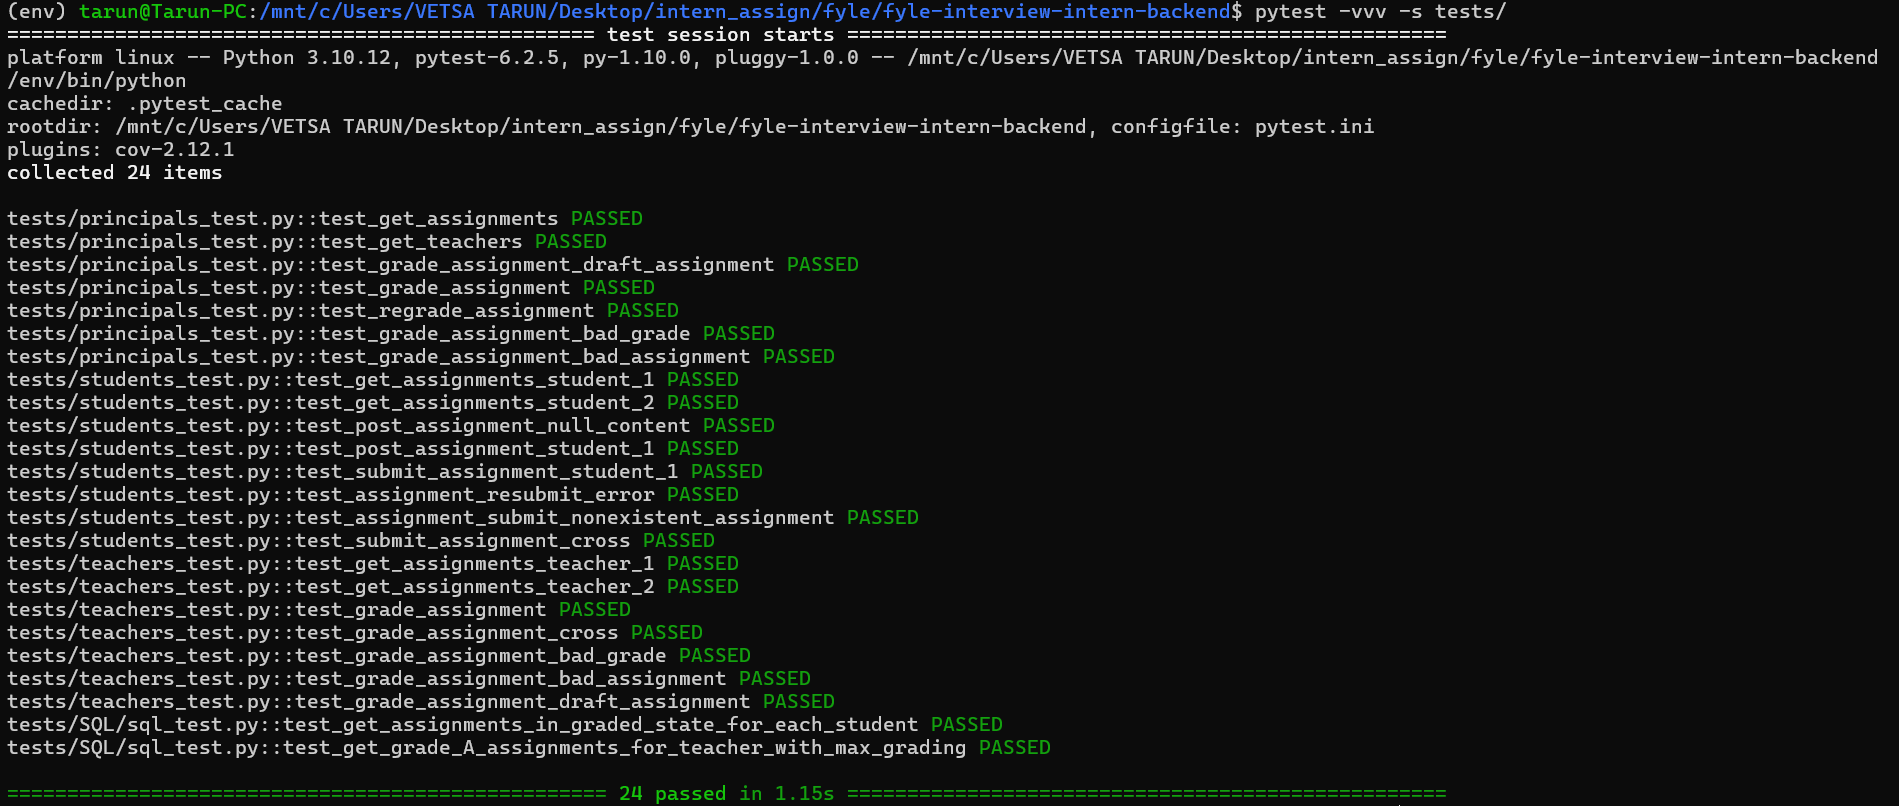 (env) tarun@Tarun-PC:/mnt/c/Users/VETSA TARUN/Desktop/intern_assign/fyle/fyle-interview-intern-backend$ pytest -vvv -s tests/
================================================= test session starts ==================================================
platform linux -- Python 3.10.12, pytest-6.2.5, py-1.10.0, pluggy-1.0.0 -- /mnt/c/Users/VETSA TARUN/Desktop/intern_assign/fyle/fyle-interview-intern-backend
/env/bin/python
cachedir: .pytest_cache
rootdir: /mnt/c/Users/VETSA TARUN/Desktop/intern_assign/fyle/fyle-interview-intern-backend, configfile: pytest.ini
plugins: cov-2.12.1
collected 24 items
tests/principals_test.py::test_get_assignments PASSED
tests/principals_test.py::test_get_teachers PASSED
tests/principals_test.py::test_grade_assignment_draft_assignment PASSED
tests/principals_test.py::test_grade_assignment PASSED
tests/principals_test.py::test_regrade_assignment PASSED
tests/principals_test.py::test_grade_assignment_bad_grade PASSED
tests/principals_test.py::test_grade_assignment_bad_assignment PASSED
tests/students_test.py::test_get_assignments_student_1 PASSED
tests/students_test.py::test_get_assignments_student_2 PASSED
tests/students_test.py::test_post_assignment_null_content PASSED
tests/students_test.py::test_post_assignment_student_1 PASSED
tests/students_test.py::test_submit_assignment_student_1 PASSED
tests/students_test.py::test_assignment_resubmit_error PASSED
tests/students_test.py::test_assignment_submit_nonexistent_assignment PASSED
tests/students_test.py::test_submit_assignment_cross PASSED
tests/teachers_test.py::test_get_assignments_teacher_1 PASSED
tests/teachers_test.py::test_get_assignments_teacher_2 PASSED
tests/teachers_test.py::test_grade_assignment PASSED
tests/teachers_test.py::test_grade_assignment_cross PASSED
tests/teachers_test.py::test_grade_assignment_bad_grade PASSED
tests/teachers_test.py::test_grade_assignment_bad_assignment PASSED
tests/teachers_test.py::test_grade_assignment_draft_assignment PASSED
tests/SQL/sql_test.py::test_get_assignments_in_graded_state_for_each_student PASSED
tests/SQL/sql_test.py::test_get_grade_A_assignments_for_teacher_with_max_grading PASSED
================================================== 24 passed in 1.15s ==================================================